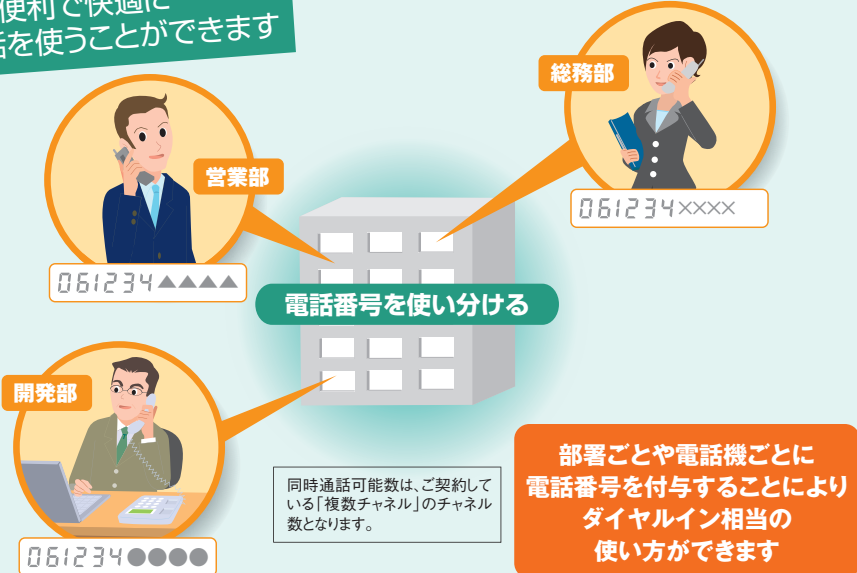 便利で快適に
話を使うことができます
総務部
061234××××
営業部
061234▲▲▲▲
電話番号を使い分ける
開発部
061234●●●●
同時通話可能数は、ご契約して
いる「複数チャネル」のチャネル
数となります。
部署ごとや電話機ごとに
電話番号を付与することにより
ダイヤルイン相当の
使い方ができます